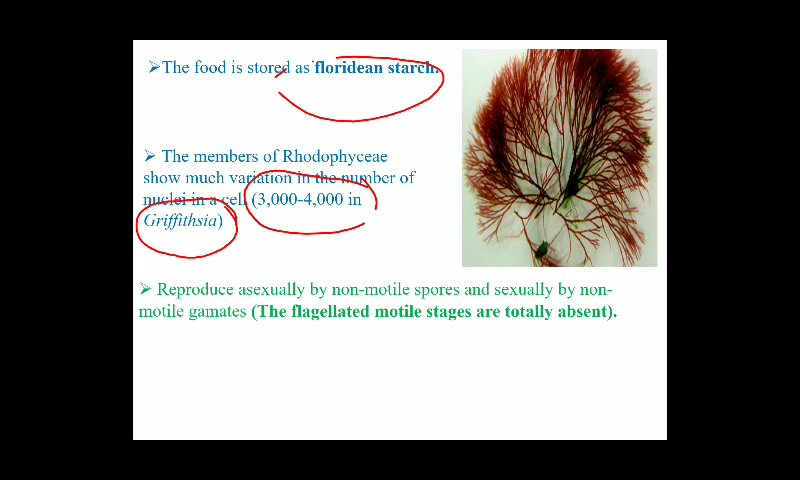 ➢The food is stored as floridean starch.
➢ The members of Rhodophyceae
show much variation in the number of
nuclei in a cell (3,000-4,000 in
Griffithsia)
➢ Reproduce asexually by non-motile spores and sexually by non-
motile gamates (The flagellated motile stages are totally absent).